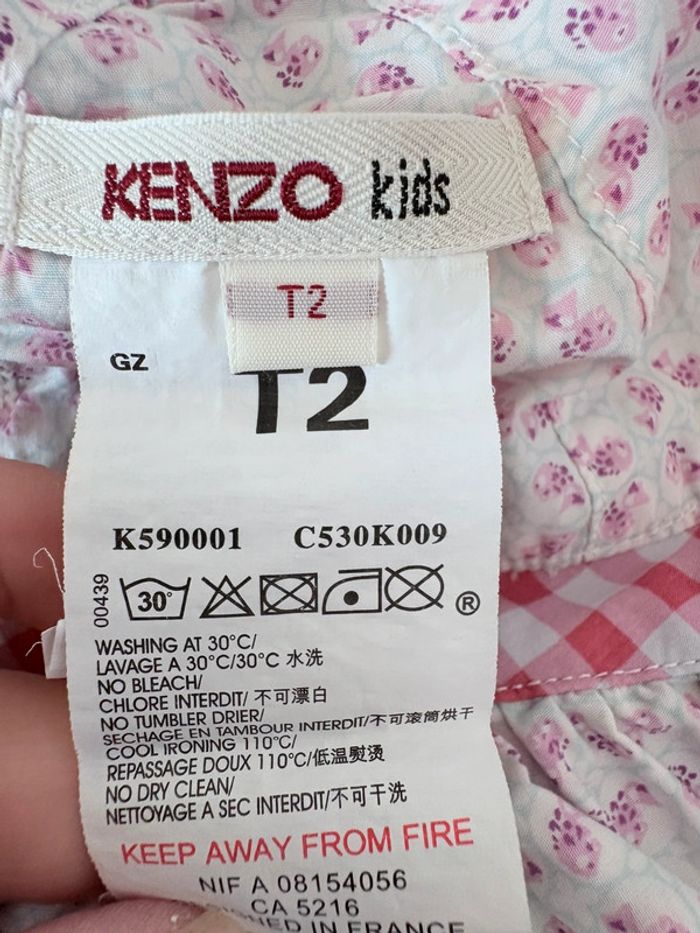 KENZO kids
T2
GZ
T2
K590001 C530K009
00439
30° ®
WASHING AT 30°C/
LAVAGE A 30°C/30°C 水洗
NO BLEACH/
CHLORE INTERDIT/ 不可漂白
NO TUMBLER DRIER/
SECHAGE EN TAMBOUR INTERDIT/不可滚筒烘干
COOL IRONING 110°C/
REPASSAGE DOUX 110°C/低温熨烫
NO DRY CLEAN/
NETTOYAGE A SEC INTERDIT/不可干洗
KEEP AWAY FROM FIRE
NIF A 08154056
CA 5216
IN FRANCE